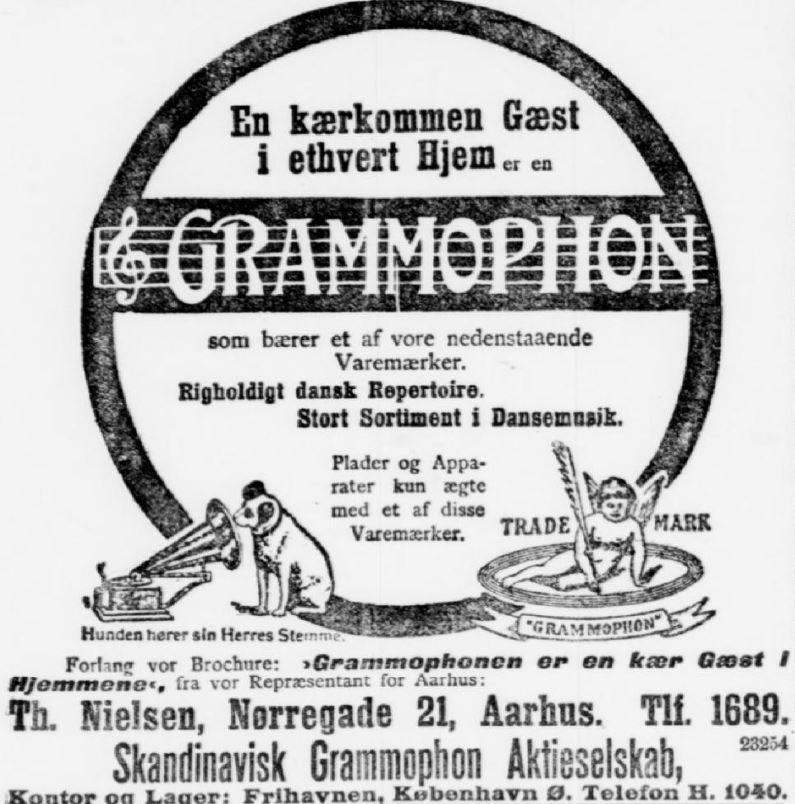 En kærkommen Gæst
i ethvert Hjem er en
GRAMMOPHON
som bærer et af vore nedenstaaende
Varemærker.
Righoldigt dansk Repertoire.
Stort Sortiment i Dansemusik.
Plader og Appa-
rater kun ægte
med et af disse
Varemærker.
TRADE MARK
"GRAMMOPHON"
Hunden hører sin Herres Stemme.
Forlang vor Brochure: ›Grammophonen er en kær Gæst i
Hjemmene‹, fra vor Repræsentant for Aarhus:
Th. Nielsen, Nørregade 21, Aarhus. Tlf. 1689.
Skandinavisk Grammophon Aktieselskab,
23254
Kontor og Lager: Frihavnen, København Ø. Telefon H. 1040.